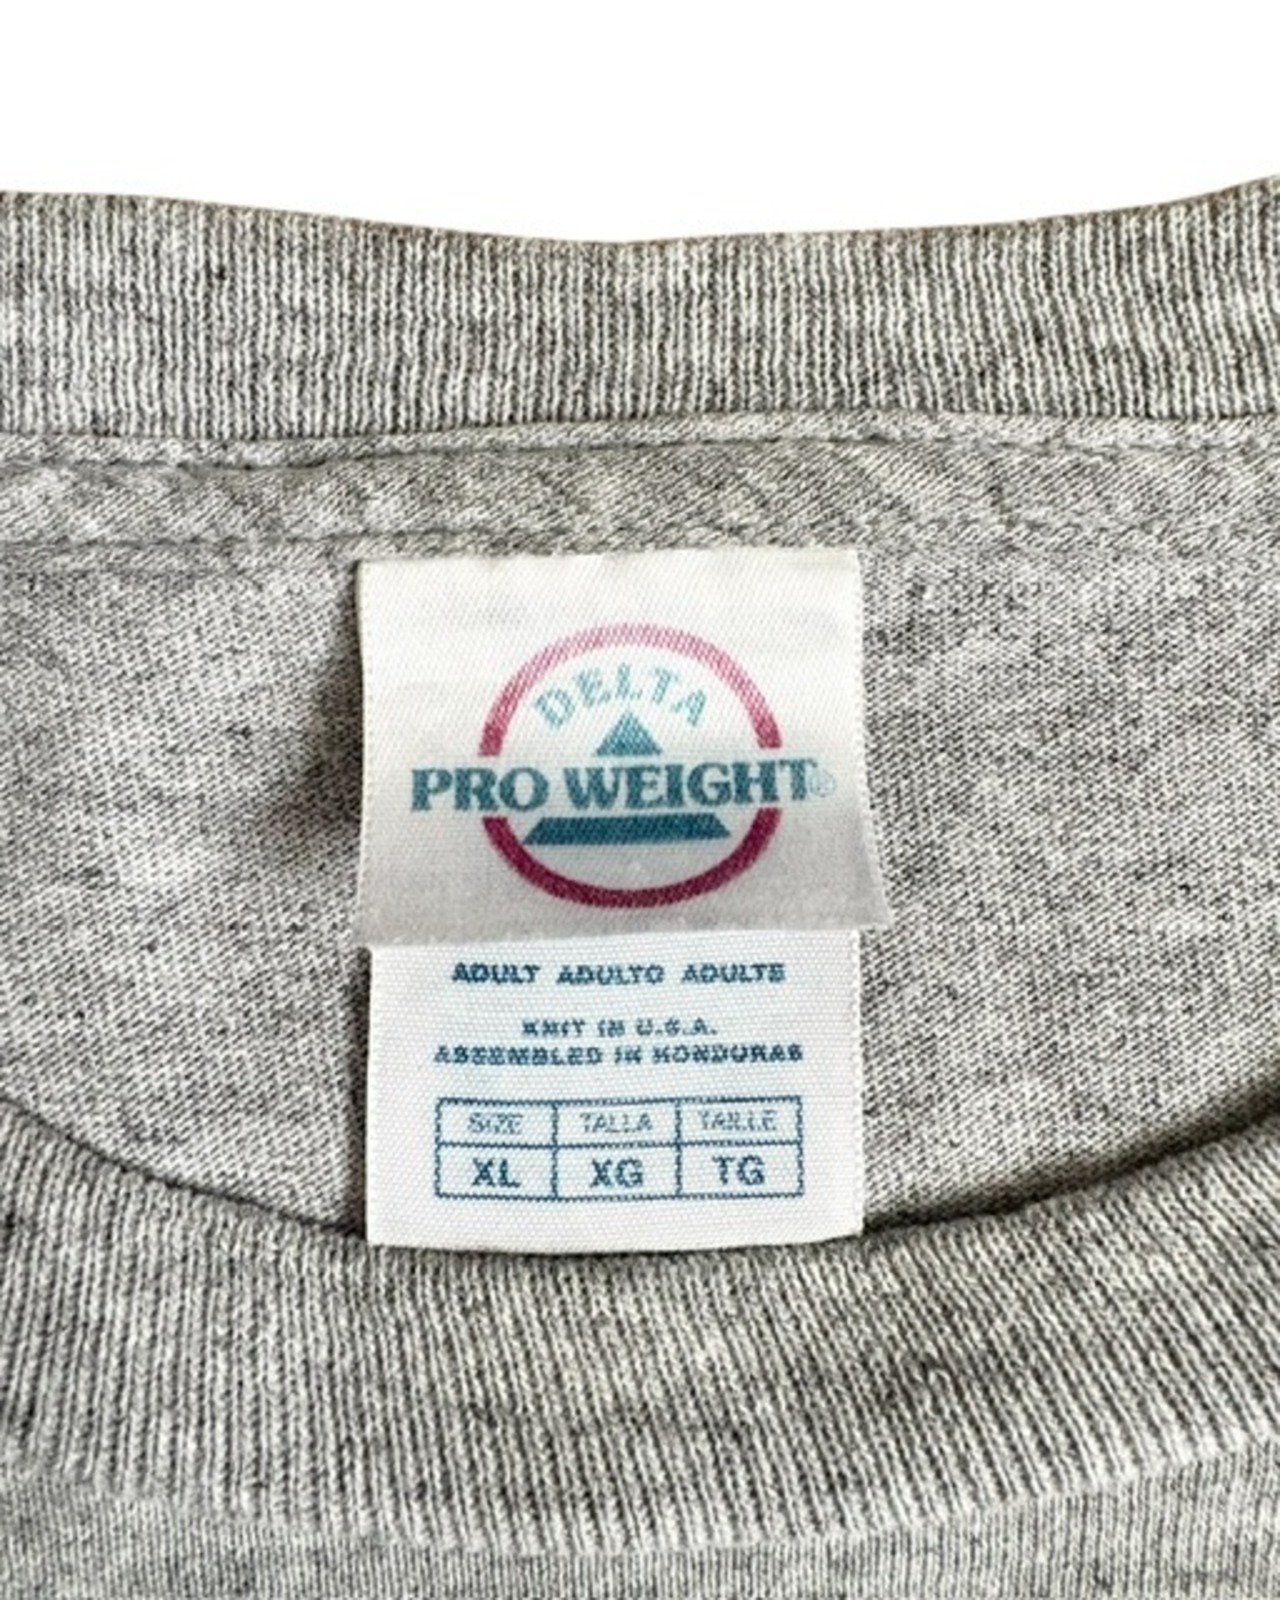 DELTA
PRO WEIGHT®
ADULT ADULTO ADULTE
KNIT IN U.S.A.
ASSEMBLED IN HONDURAS
SIZE TALLA TAILLE
XL XG TG